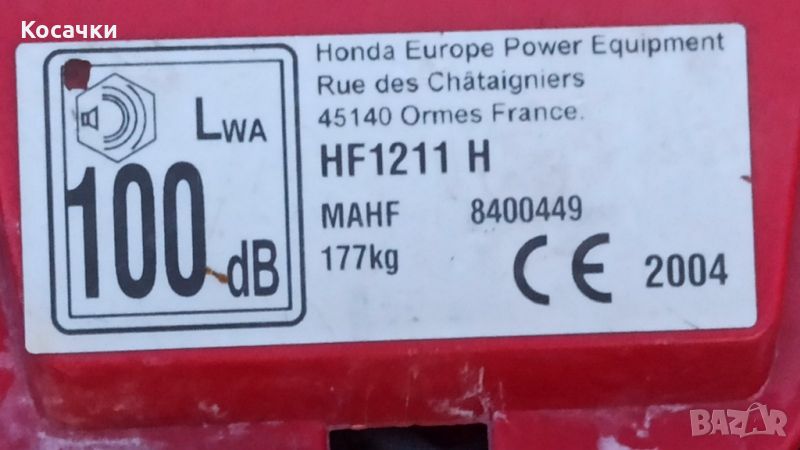 Косачки
LWA
100 dB
Honda Europe Power Equipment
Rue des Châtaigniers
45140 Ormes France.
HF1211 H
MAHF 8400449
177kg
CE 2004
BAZAR